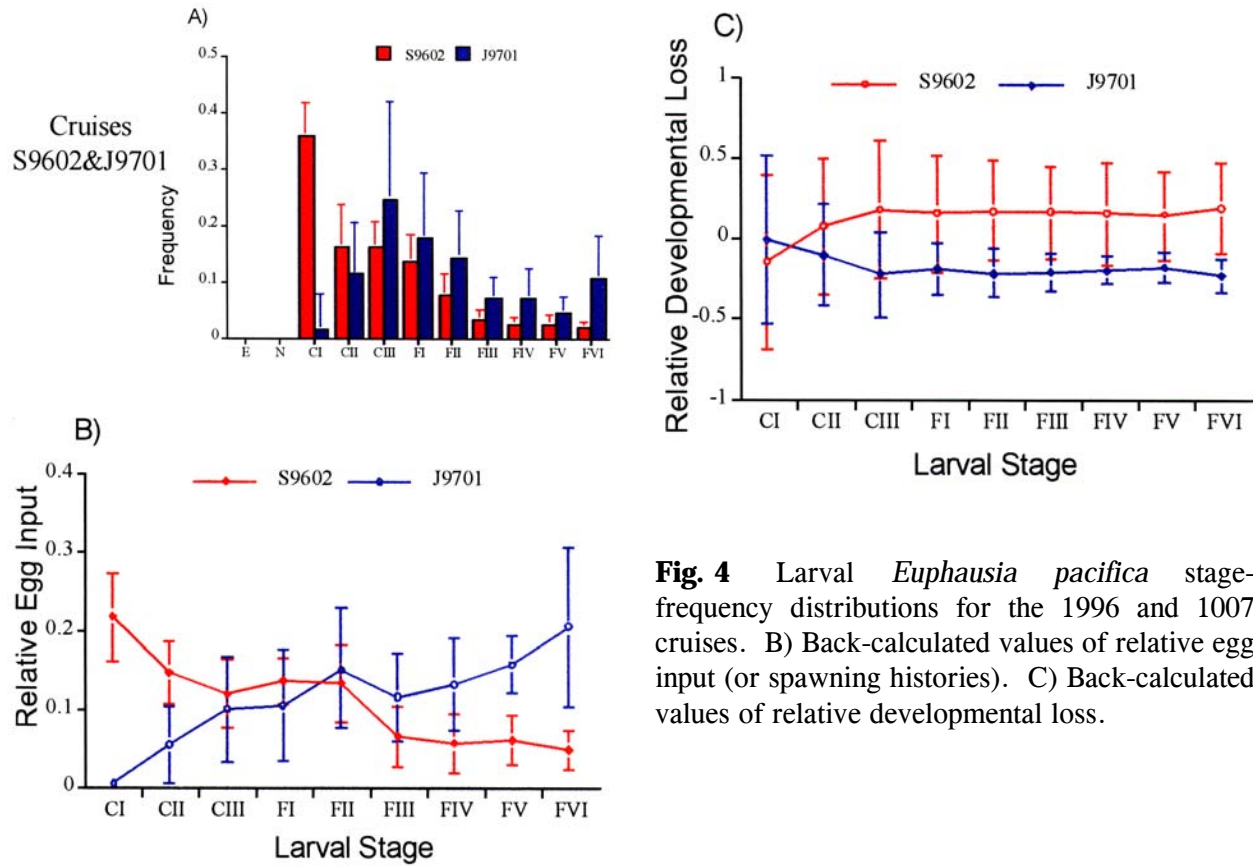 A)
Cruises
S9602&J9701
S9602 J9701
Frequency
0.5
0.4
0.3
0.2
0.1
0
E N CI CII CIII FI FII FIII FIV FV FVI
B)
S9602 J9701
Relative Egg Input
0.4
0.3
0.2
0.1
0
CI CII CIII FI FII FIII FIV FV FVI
Larval Stage
C)
S9602 J9701
Relative Developmental Loss
1
0.5
0
-0.5
-1
CI CII CIII FI FII FIII FIV FV FVI
Larval Stage
Fig. 4 Larval Euphausia pacifica stage-
frequency distributions for the 1996 and 1007
cruises. B) Back-calculated values of relative egg
input (or spawning histories). C) Back-calculated
values of relative developmental loss.